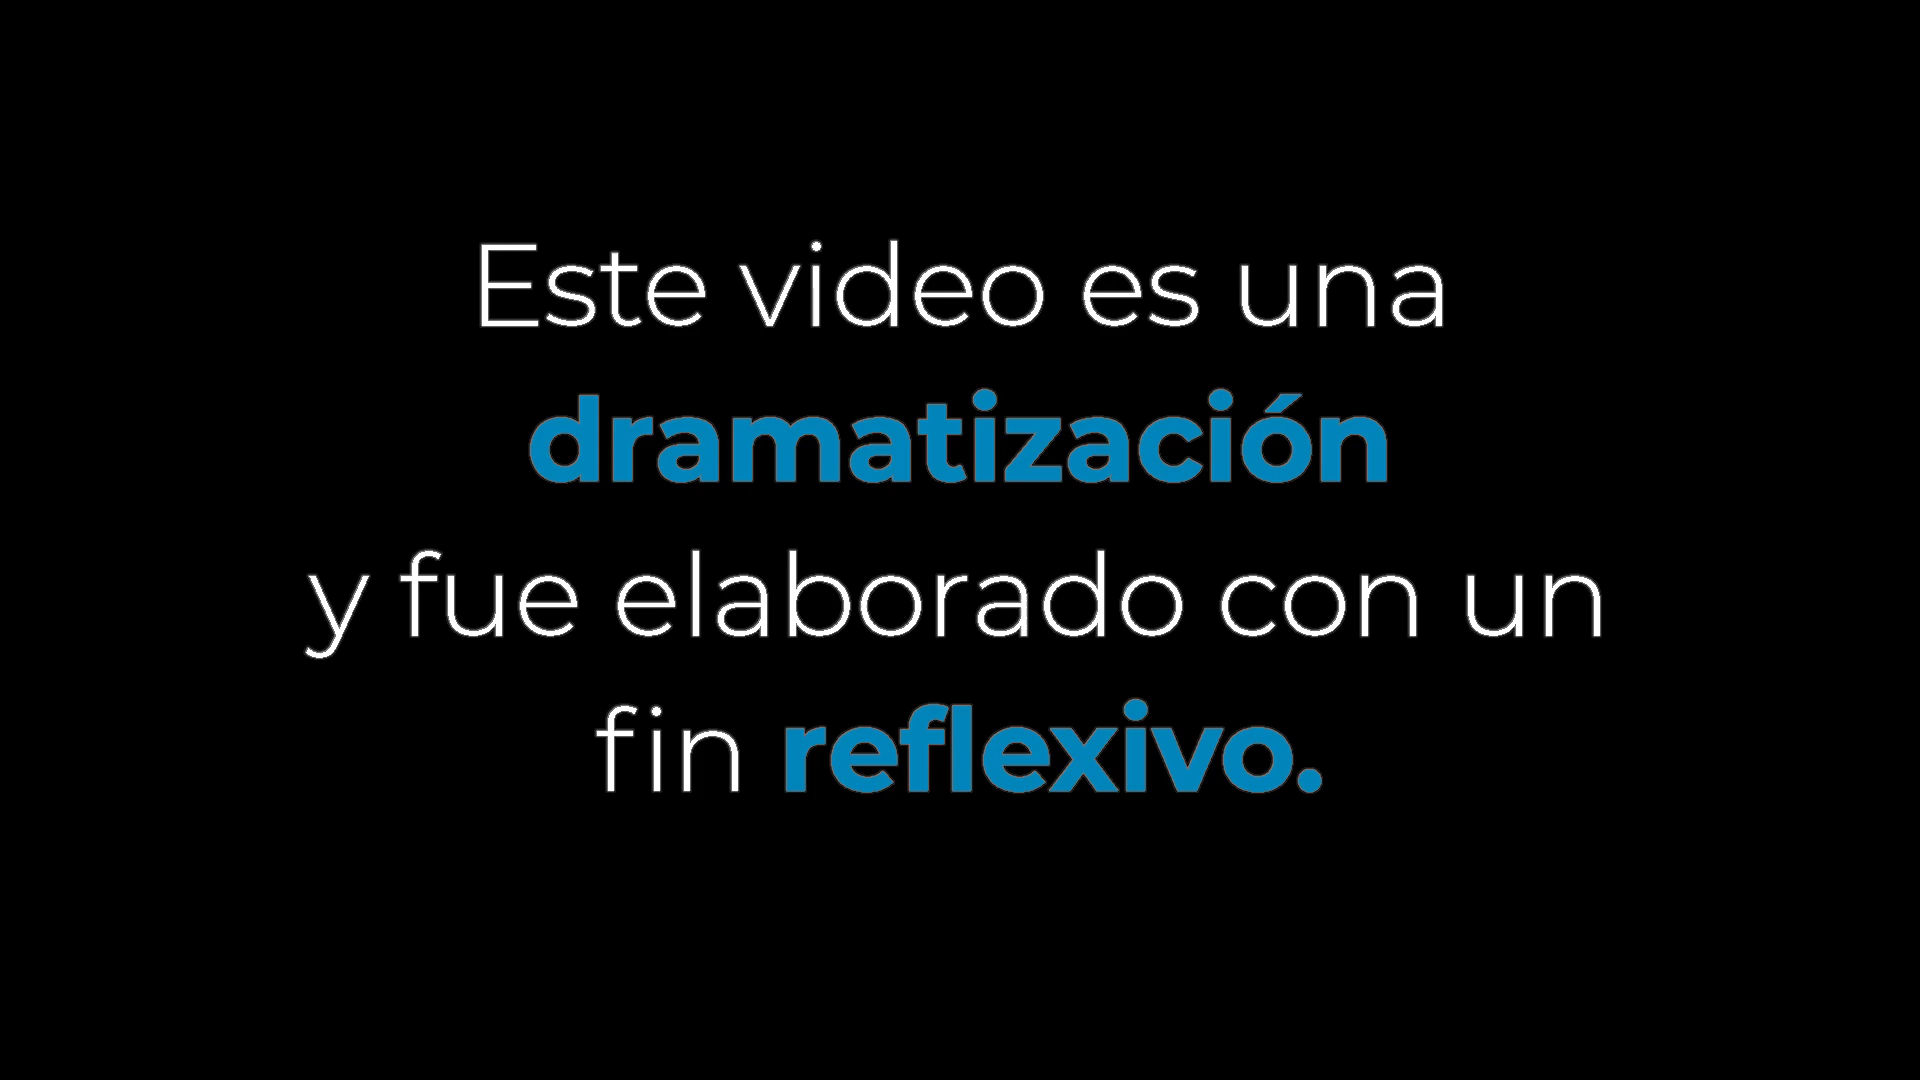 Este video es una
dramatización
y fue elaborado con un
fin reflexivo.